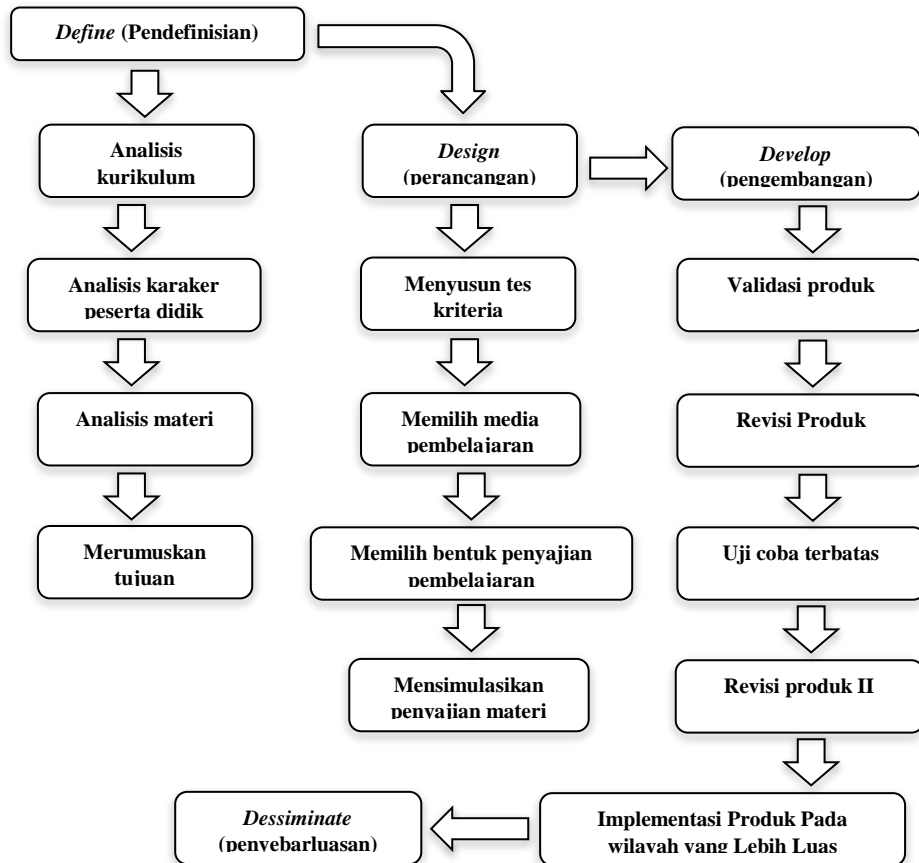 Define (Pendefinisian)
Analisis
kurikulum
Analisis karaker
peserta didik
Analisis materi
Merumuskan
tujuan
Design
(perancangan)
Menyusun tes
kriteria
Memilih media
pembelajaran
Memilih bentuk penyajian
pembelajaran
Mensimulasikan
penyajian materi
Develop
(pengembangan)
Validasi produk
Revisi Produk
Uji coba terbatas
Revisi produk II
Implementasi Produk Pada
wilayah yang Lebih Luas
Dessiminate
(penyebarluasan)